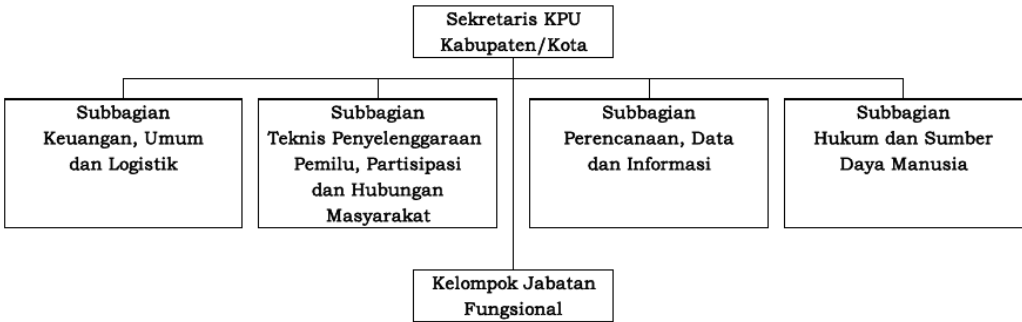 Sekretaris KPU
Kabupaten/Kota
Subbagian
Keuangan, Umum
dan Logistik
Subbagian
Teknis Penyelenggaraan
Pemilu, Partisipasi
dan Hubungan
Masyarakat
Subbagian
Perencanaan, Data
dan Informasi
Subbagian
Hukum dan Sumber
Daya Manusia
Kelompok Jabatan
Fungsional